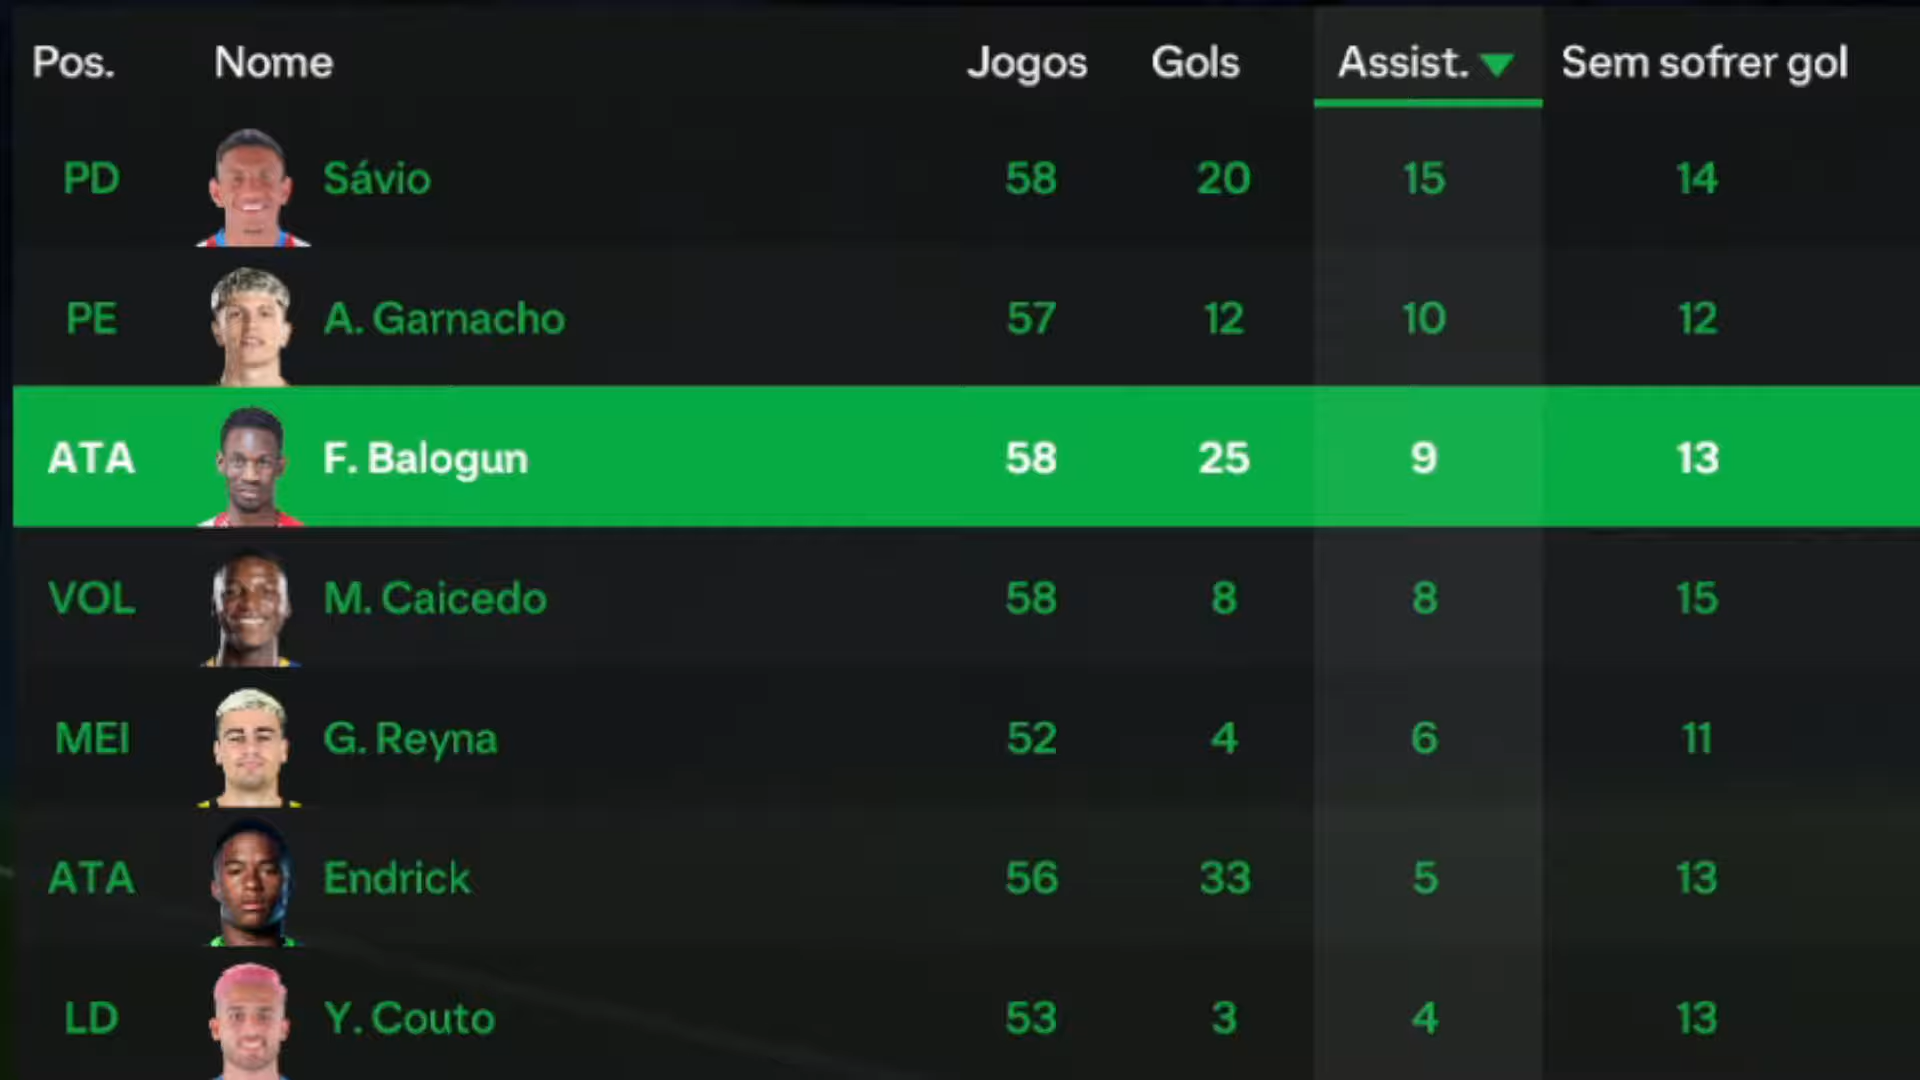 Pos. Nome Jogos Gols Assist. Sem sofrer gol
PD Sávio 58 20 15 14
PE A. Garnacho 57 12 10 12
ATA F. Balogun 58 25 9 13
VOL M. Caicedo 58 8 8 15
MEI G. Reyna 52 4 6 11
ATA Endrick 56 33 5 13
LD Y. Couto 53 3 4 13